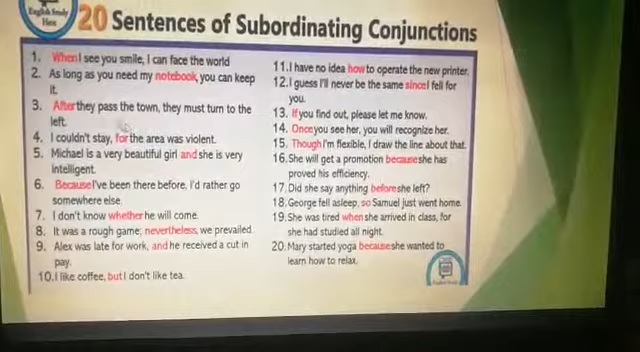 English Study
Here
20 Sentences of Subordinating Conjunctions
1. When I see you smile, I can face the world
2. As long as you need my notebook, you can keep
it.
3. After they pass the town, they must turn to the
left.
4. I couldn't stay, for the area was violent.
5. Michael is a very beautiful girl and she is very
intelligent.
6. Because I've been there before, I'd rather go
somewhere else.
7. I don't know whether he will come.
8. It was a rough game; nevertheless, we prevailed.
9. Alex was late for work, and he received a cut in
pay.
10.I like coffee, but I don't like tea.
11.I have no idea how to operate the new printer.
12.I guess I'll never be the same since I fell for
you.
13. If you find out, please let me know.
14. Once you see her, you will recognize her.
15. Though I'm flexible, I draw the line about that.
16.She will get a promotion because she has
proved his efficiency.
17.Did she say anything before she left?
18.George fell asleep, so Samuel just went home.
19.She was tired when she arrived in class, for
she had studied all night.
20.Mary started yoga because she wanted to
learn how to relax.